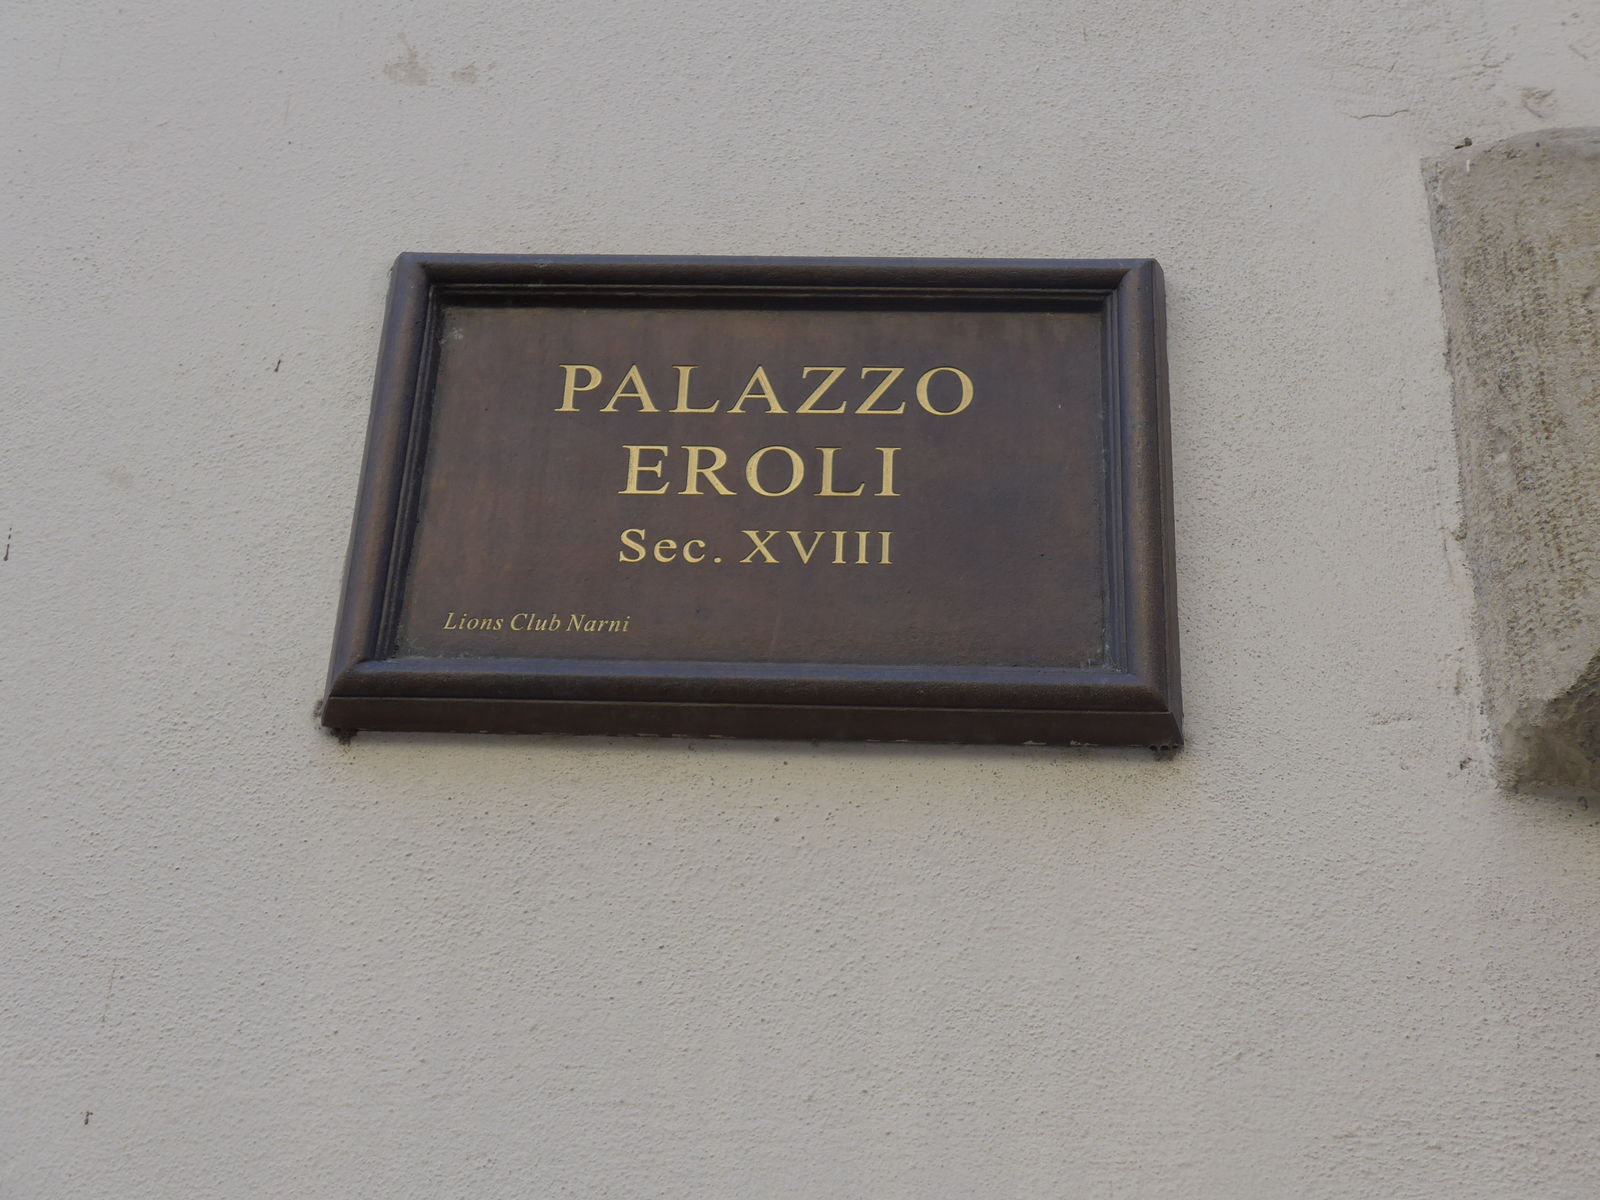 PALAZZO
EROLI
Sec. XVIII
Lions Club Narni